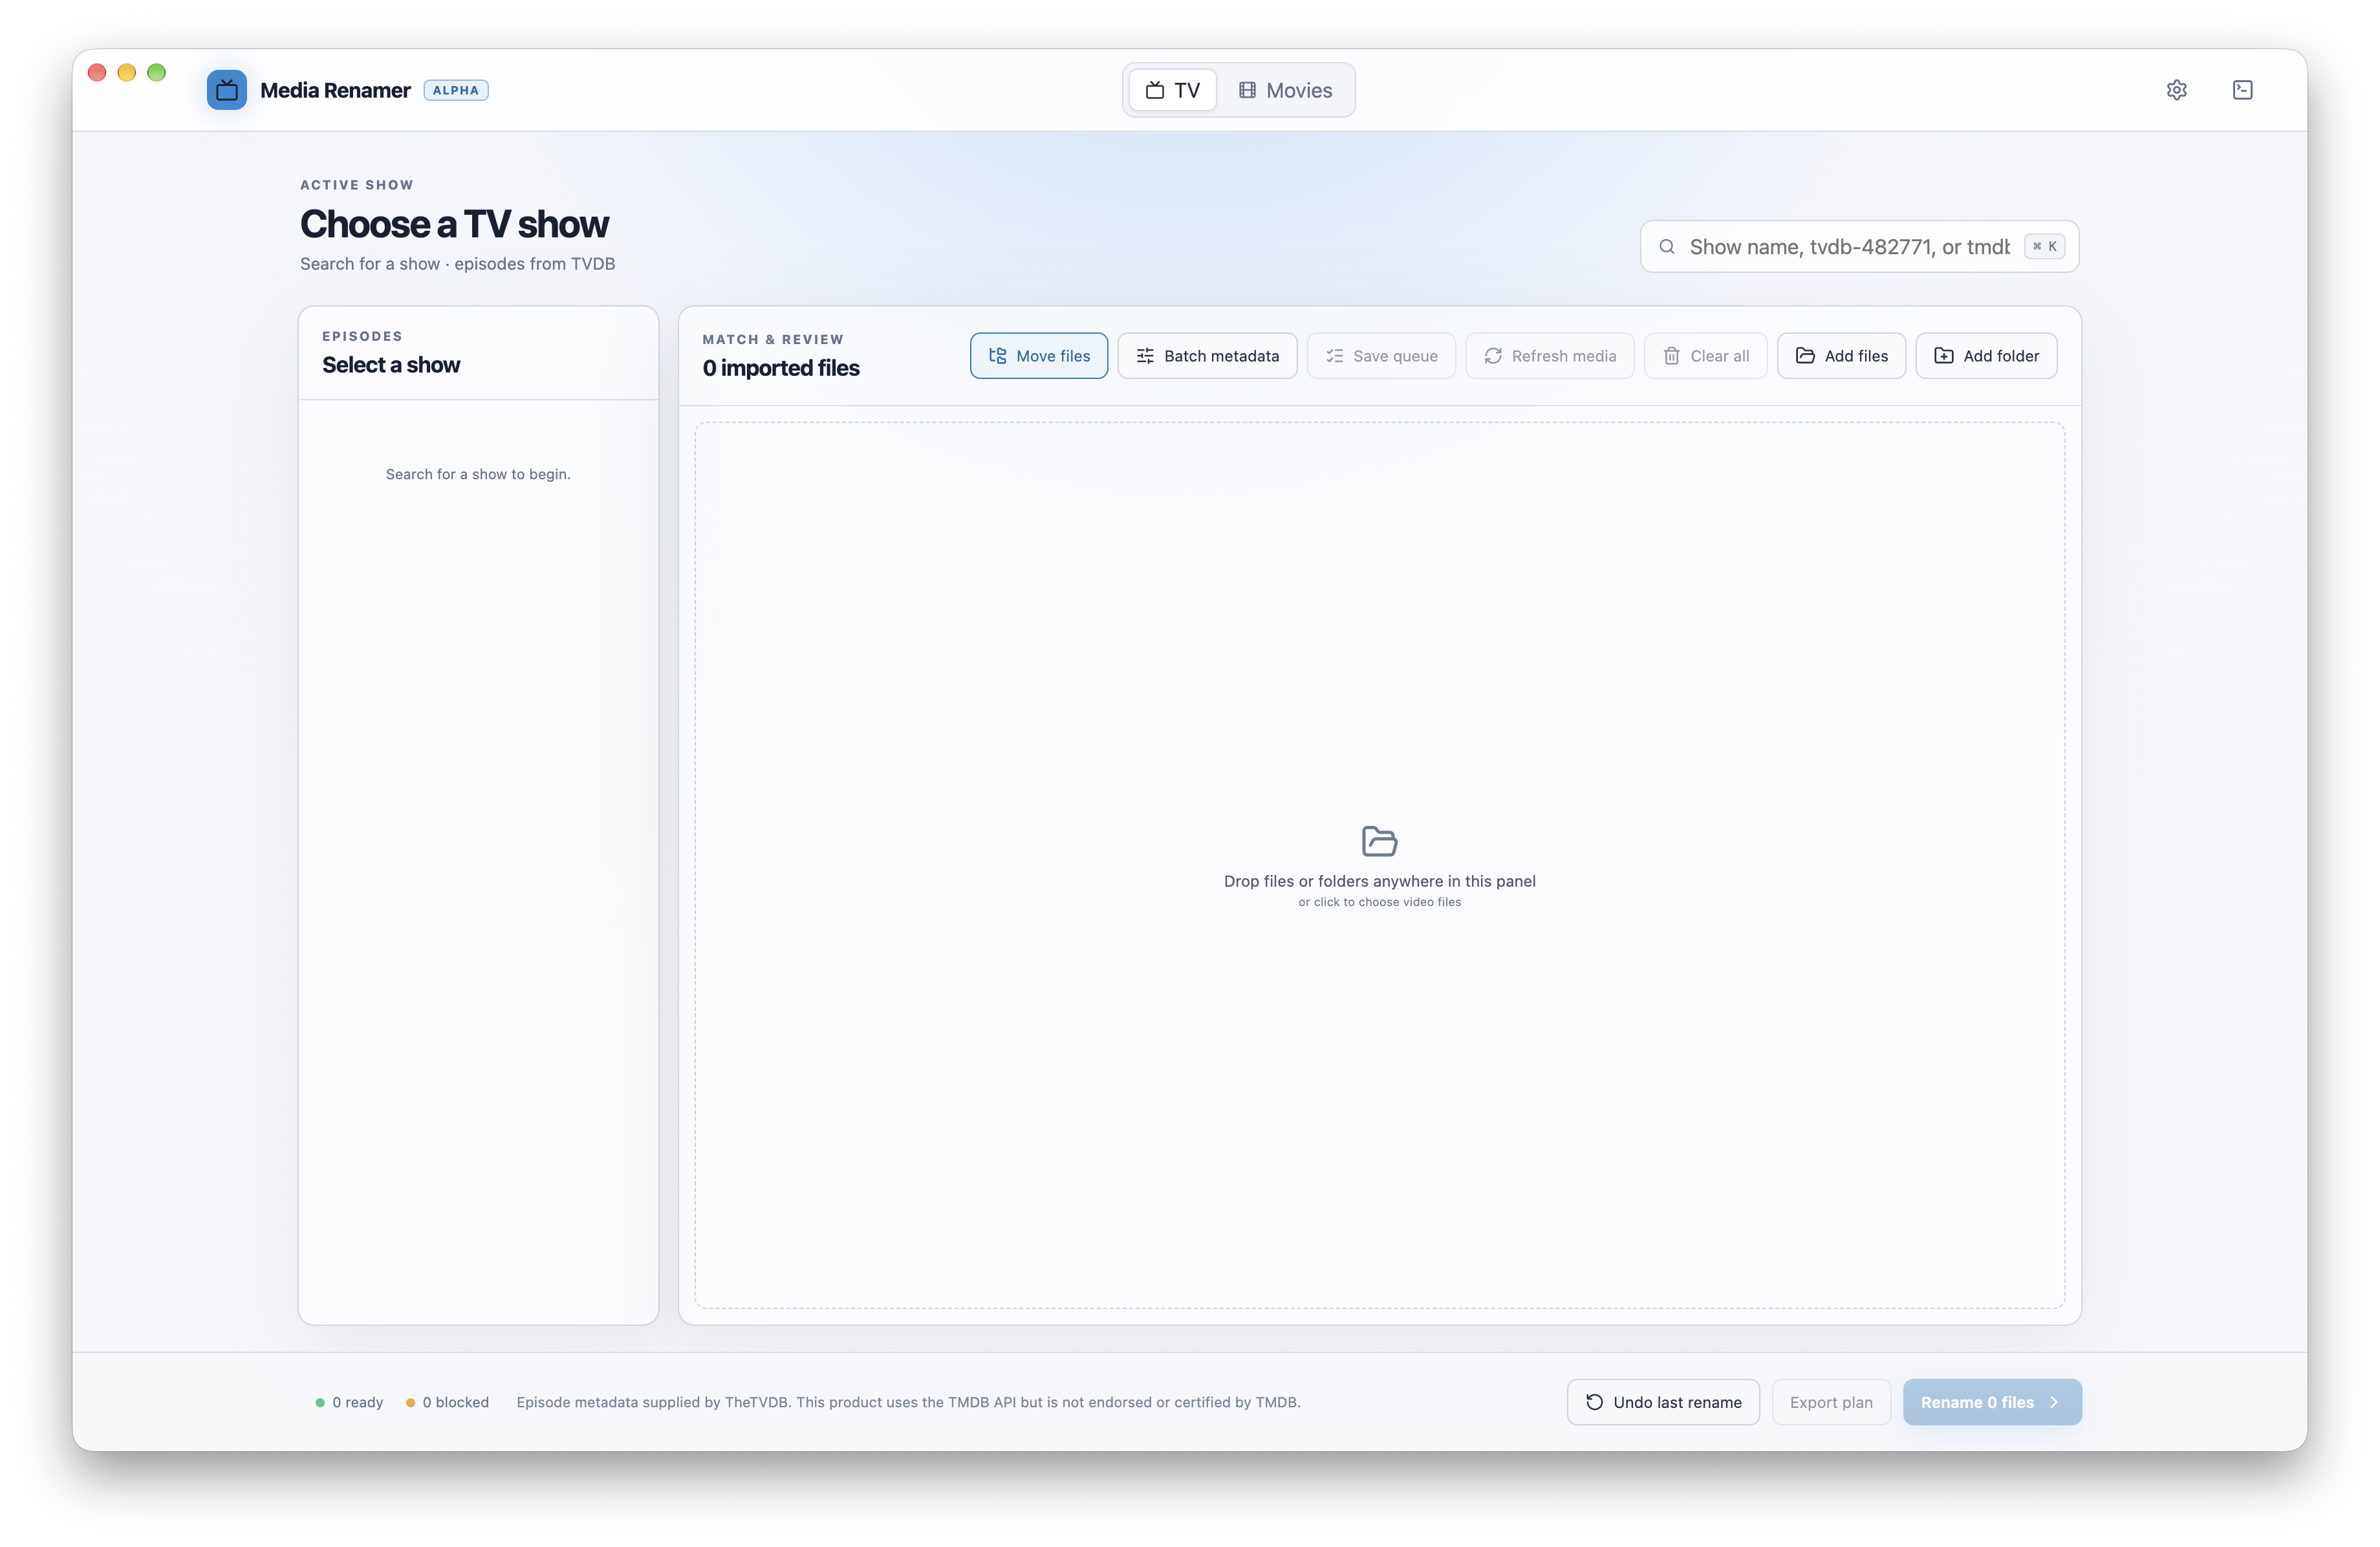 Media Renamer
ALPHA
TV
Movies
ACTIVE SHOW
Choose a TV show
Search for a show · episodes from TVDB
Show name, tvdb-482771, or tmdb
⌘ K
EPISODES
Select a show
Search for a show to begin.
MATCH & REVIEW
0 imported files
Move files
Batch metadata
Save queue
Refresh media
Clear all
Add files
Add folder
Drop files or folders anywhere in this panel
or click to choose video files
0 ready
0 blocked
Episode metadata supplied by TheTVDB. This product uses the TMDB API but is not endorsed or certified by TMDB.
Undo last rename
Export plan
Rename 0 files